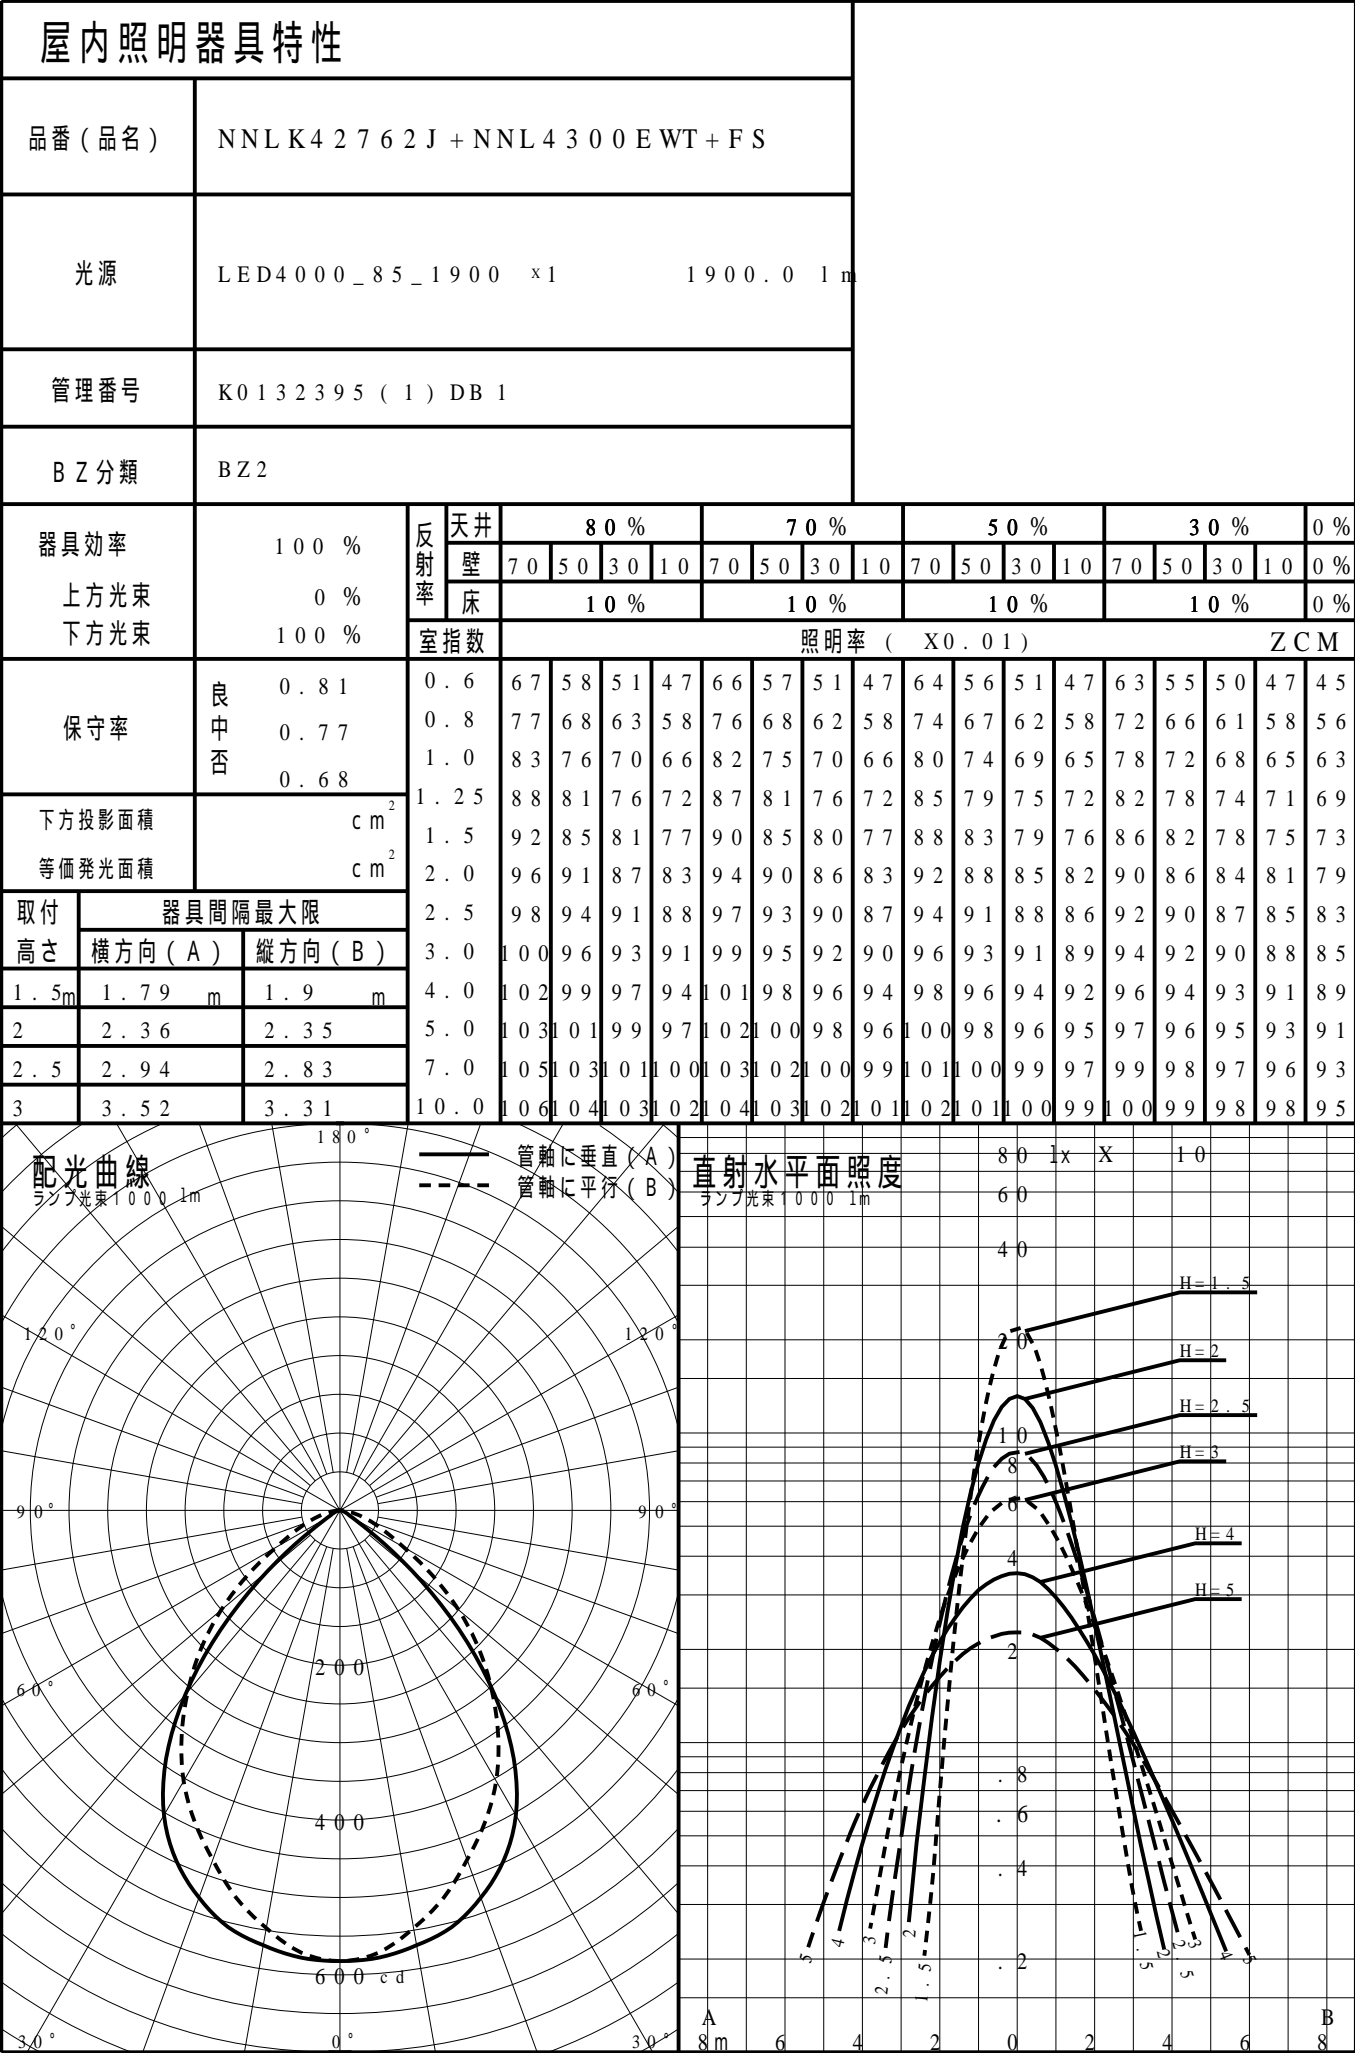 屋内照明器具特性
品番(品名) NNLK42762J+NNL4300EWT+FS
光源 LED4000_85_1900 x1 1900.0 lm
管理番号 K0132395(1)DB1
BZ分類 BZ2
器具効率 100 %
上方光束 0 %
下方光束 100 %
保守率 良 0.81
中 0.77
否 0.68
下方投影面積 cm2
等価発光面積 cm2
取付高さ 器具間隔最大限
横方向(A) 縦方向(B)
1.5m 1.79 m 1.9 m
2 2.36 2.35
2.5 2.94 2.83
3 3.52 3.31
反射率 天井 80% 70% 50% 30% 0%
壁 70 50 30 10 70 50 30 10 70 50 30 10 70 50 30 10 0%
床 10% 10% 10% 10% 0%
室指数 照明率( X0.01) ZCM
0.6 67 58 51 47 66 57 51 47 64 56 51 47 63 55 50 47 45
0.8 77 68 63 58 76 68 62 58 74 67 62 58 72 66 61 58 56
1.0 83 76 70 66 82 75 70 66 80 74 69 65 78 72 68 65 63
1.25 88 81 76 72 87 81 76 72 85 79 75 72 82 78 74 71 69
1.5 92 85 81 77 90 85 80 77 88 83 79 76 86 82 78 75 73
2.0 96 91 87 83 94 90 86 83 92 88 85 82 90 86 84 81 79
2.5 98 94 91 88 97 93 90 87 94 91 88 86 92 90 87 85 83
3.0 100 96 93 91 99 95 92 90 96 93 91 89 94 92 90 88 85
4.0 102 99 97 94 101 98 96 94 98 96 94 92 96 94 93 91 89
5.0 103 101 99 97 102 100 98 96 100 98 96 95 97 96 95 93 91
7.0 105 103 101 100 103 102 100 99 101 100 99 97 99 98 97 96 93
10.0 106 104 103 102 104 103 102 101 102 101 100 99 100 99 98 98 95
配光曲線
ランプ光束1000 lm
管軸に垂直(A)
管軸に平行(B)
180°
120° 120°
90° 90°
200
60° 60°
400
600 cd
30° 0° 30°
直射水平面照度
ランプ光束1000 lm
80 lx X 10
60
40
H=1.5
20
H=2
H=2.5
10
H=3
8
6
H=4
4
H=5
2
.8
.6
.4
.2
5 4 3 2.5 2 1.5 1.5 2 2.5 3 4 5
A B
8m 6 4 2 0 2 4 6 8